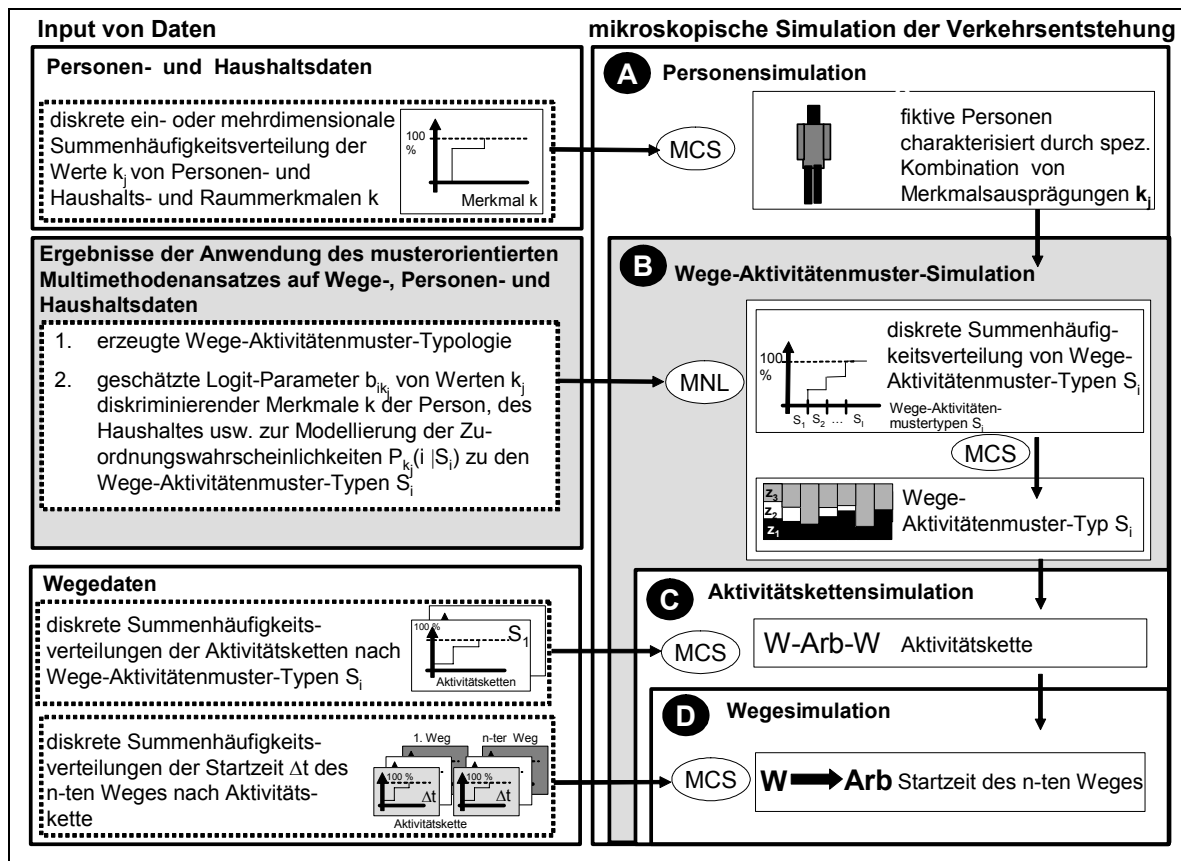 Input von Daten
mikroskopische Simulation der Verkehrsentstehung
Personen- und Haushaltsdaten
diskrete ein- oder mehrdimensionale
Summenhäufigkeitsverteilung der
Werte kj von Personen- und
Haushalts- und Raummerkmalen k
100
%
Merkmal k
MCS
A
Personensimulation
fiktive Personen
charakterisiert durch spez.
Kombination von
Merkmalsausprägungen kj
Ergebnisse der Anwendung des musterorientierten
Multimethodenansatzes auf Wege-, Personen- und
Haushaltsdaten
1. erzeugte Wege-Aktivitätenmuster-Typologie
2. geschätzte Logit-Parameter bikj von Werten kj
diskriminierender Merkmale k der Person, des
Haushaltes usw. zur Modellierung der Zu-
ordnungswahrscheinlichkeiten Pkj(i |Si) zu den
Wege-Aktivitätenmuster-Typen Si
MNL
B
Wege-Aktivitätenmuster-Simulation
100
%
S1 S2 ... SI
Wege-Aktivitäten-
mustertypen Si
diskrete Summenhäufig-
keitsverteilung von Wege-
Aktivitätenmuster-Typen Si
MCS
z3
z2
z1
Wege-
Aktivitätenmuster-Typ Si
Wegedaten
diskrete Summenhäufigkeits-
verteilungen der Aktivitätsketten nach
Wege-Aktivitätenmuster-Typen Si
100 %
S1
Aktivitätsketten
MCS
C
Aktivitätskettensimulation
W-Arb-W Aktivitätskette
diskrete Summenhäufigkeits-
verteilungen der Startzeit Δt des
n-ten Weges nach Aktivitäts-
kette
1. Weg
n-ter Weg
100 %
Δt
100 %
Δt
Aktivitätskette
MCS
D
Wegesimulation
W Arb Startzeit des n-ten Weges